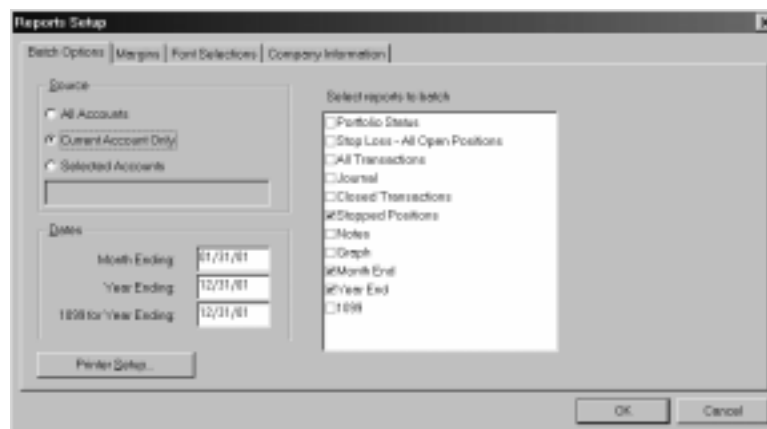 Reports Setup
Batch Options Margins Font Selections Company Information
Source
All Accounts
Current Account Only
Selected Accounts
Dates
Month Ending: 01/31/01
Year Ending: 12/31/01
1099 for Year Ending: 12/31/01
Printer Setup...
Select reports to batch
Portfolio Status
Stop Loss - All Open Positions
All Transactions
Journal
Closed Transactions
Stopped Positions
Notes
Graph
Month End
Year End
1099
OK
Cancel